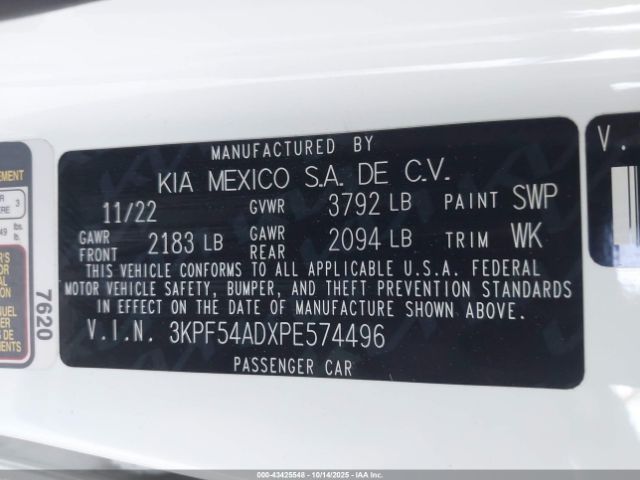 MANUFACTURED BY
KIA MEXICO S.A. DE C.V.
11/22 GVWR 3792 LB PAINT SWP
GAWR FRONT 2183 LB GAWR REAR 2094 LB TRIM WK
THIS VEHICLE CONFORMS TO ALL APPLICABLE U.S.A. FEDERAL
MOTOR VEHICLE SAFETY, BUMPER, AND THEFT PREVENTION STANDARDS
IN EFFECT ON THE DATE OF MANUFACTURE SHOWN ABOVE.
V.I.N. 3KPF54ADXPE574496
PASSENGER CAR
7620
V.
000-43425548 - 10/14/2025 - IAAI.COM